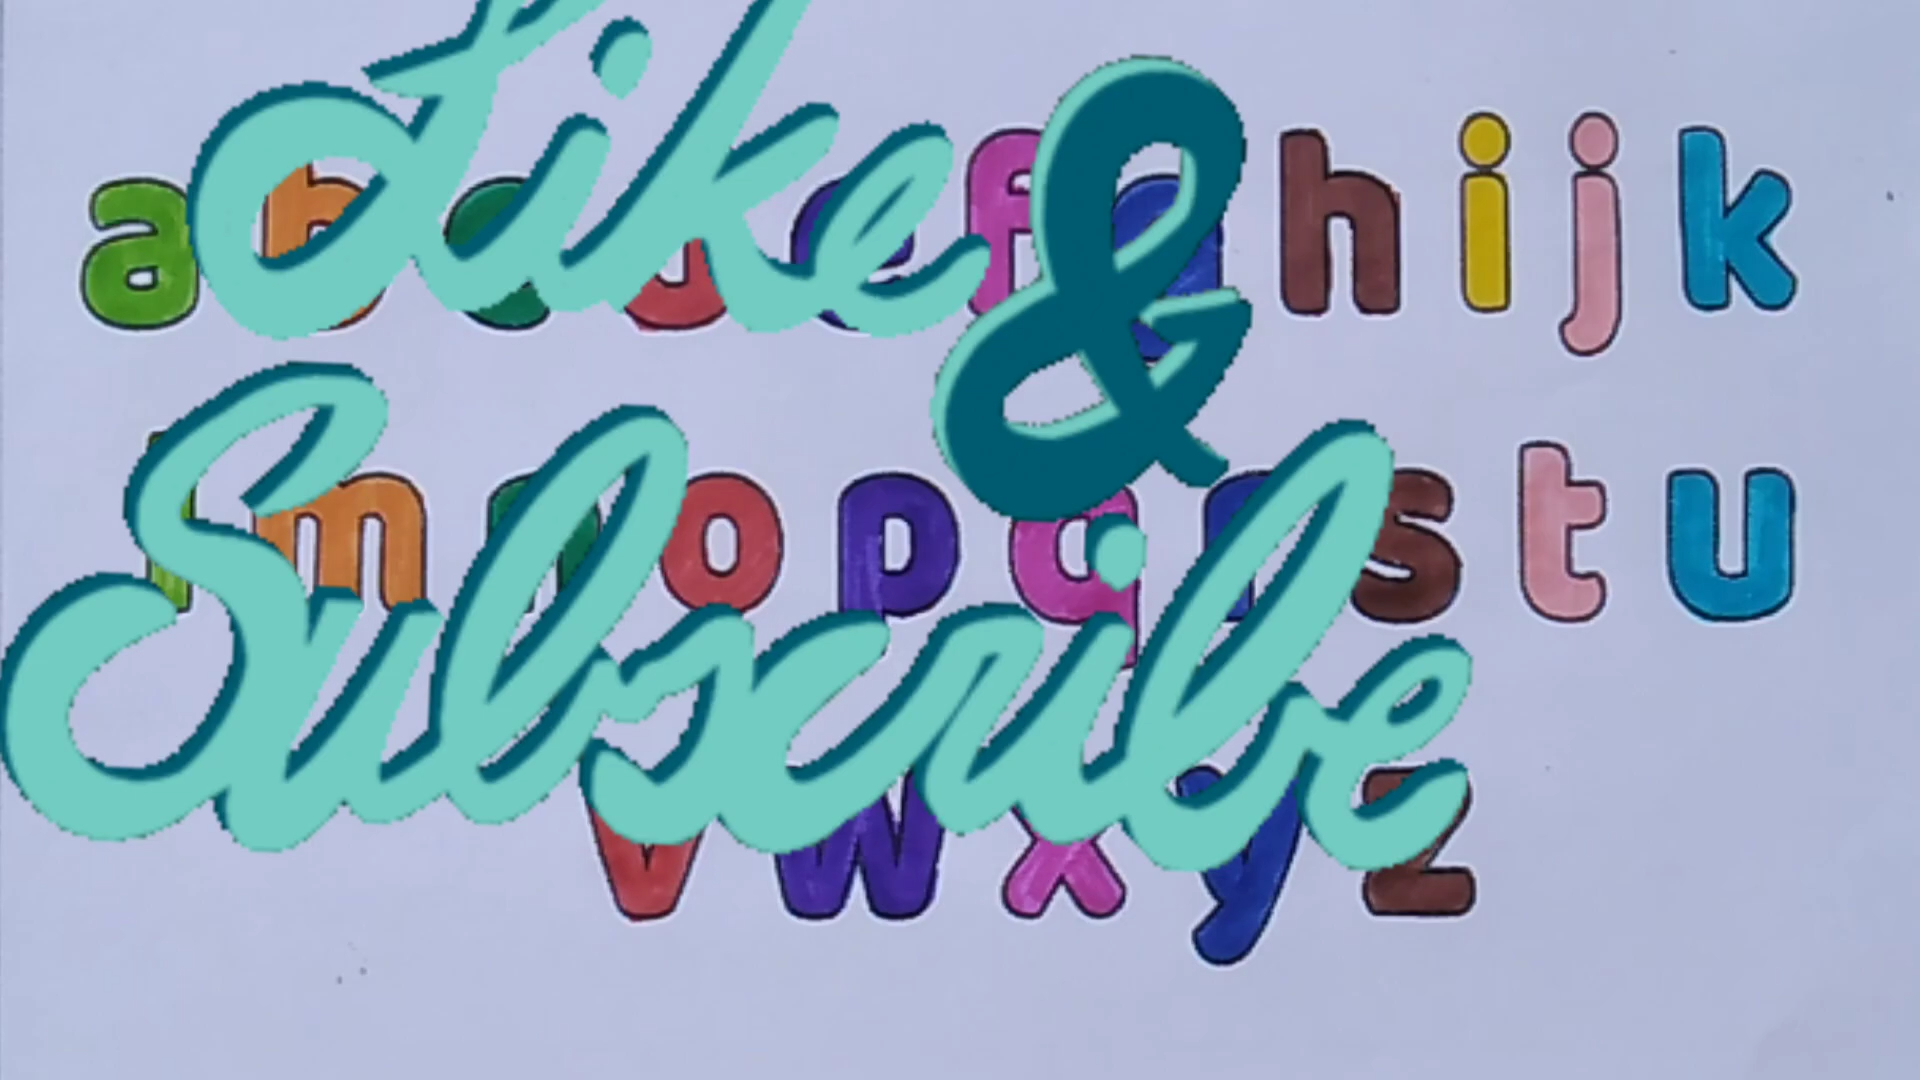 Like &
Subscribe
a b c d e f g h i j k
l m n o p q r s t u
v w x y z